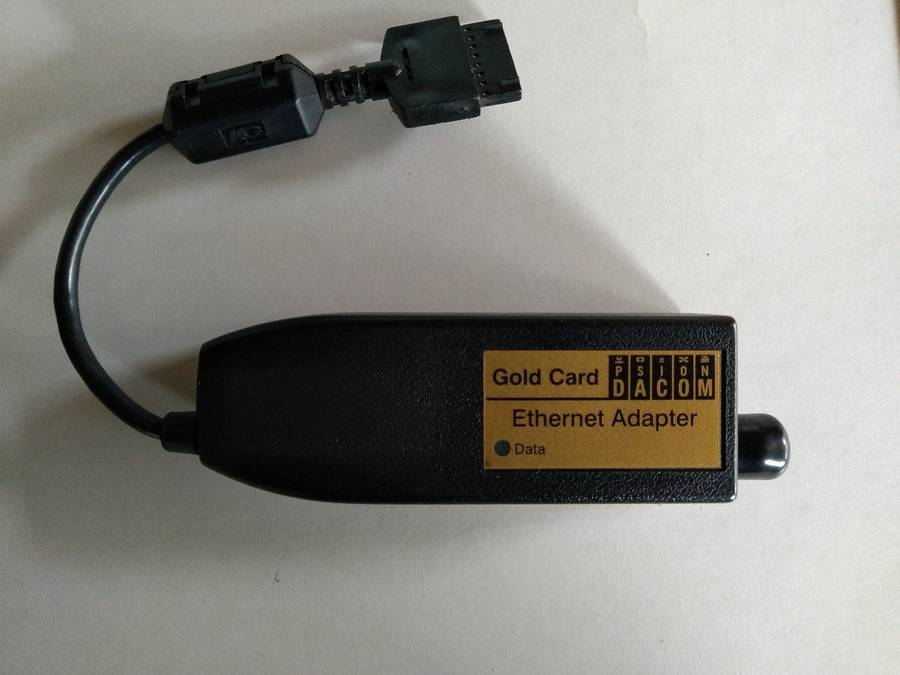 Gold Card
PSION
DACOM
Ethernet Adapter
Data